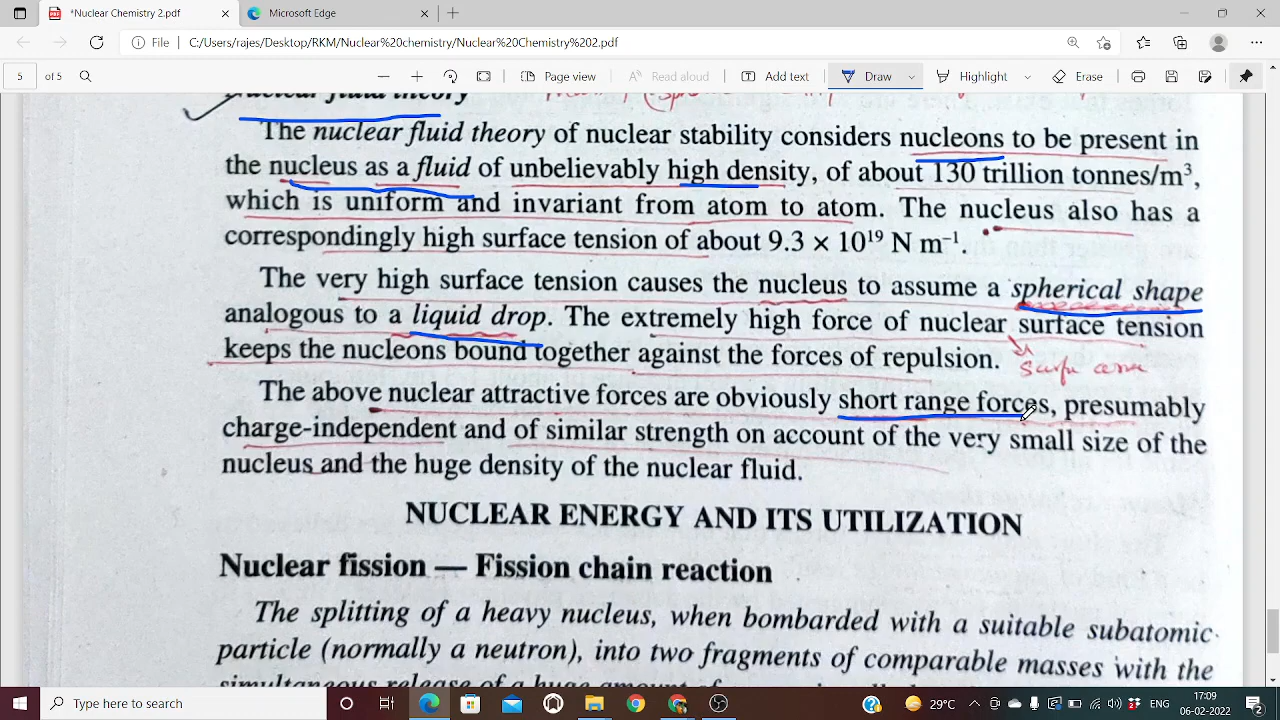 *Nuclear Chemistry 2.pdf
Microsoft Edge
File
C:/Users/rajes/Desktop/RKM/Nuclear%20chemistry/Nuclear%20Chemistry%202.pdf
5 of 5
Page view
Read aloud
Add text
Draw
Highlight
Erase
Nuclear fluid theory
The nuclear fluid theory of nuclear stability considers nucleons to be present in
the nucleus as a fluid of unbelievably high density, of about 130 trillion tonnes/m³,
which is uniform and invariant from atom to atom. The nucleus also has a
correspondingly high surface tension of about 9.3 × 10¹⁹ N m⁻¹.
The very high surface tension causes the nucleus to assume a spherical shape
analogous to a liquid drop. The extremely high force of nuclear surface tension
keeps the nucleons bound together against the forces of repulsion.
The above nuclear attractive forces are obviously short range forces, presumably
charge-independent and of similar strength on account of the very small size of the
nucleus and the huge density of the nuclear fluid.
NUCLEAR ENERGY AND ITS UTILIZATION
Nuclear fission — Fission chain reaction
The splitting of a heavy nucleus, when bombarded with a suitable subatomic
particle (normally a neutron), into two fragments of comparable masses with the
simultaneous release of a huge amount of
Type here to search
29°C
ENG
17:09
06-02-2022
2